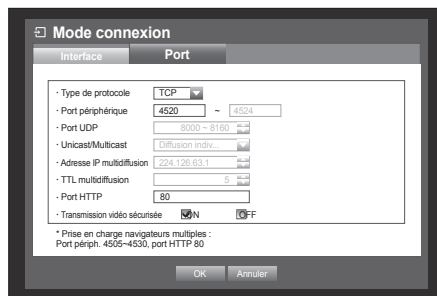 Mode connexion
Interface Port
· Type de protocole TCP
· Port périphérique 4520 ~ 4524
· Port UDP 8000 ~ 8160
· Unicast/Multicast Diffusion indiv...
· Adresse IP multidiffusion 224.126.63.1
· TTL multidiffusion 5
· Port HTTP 80
· Transmission vidéo sécurisée ON OFF
* Prise en charge navigateurs multiples :
Port périph. 4505~4530, port HTTP 80
OK Annuler